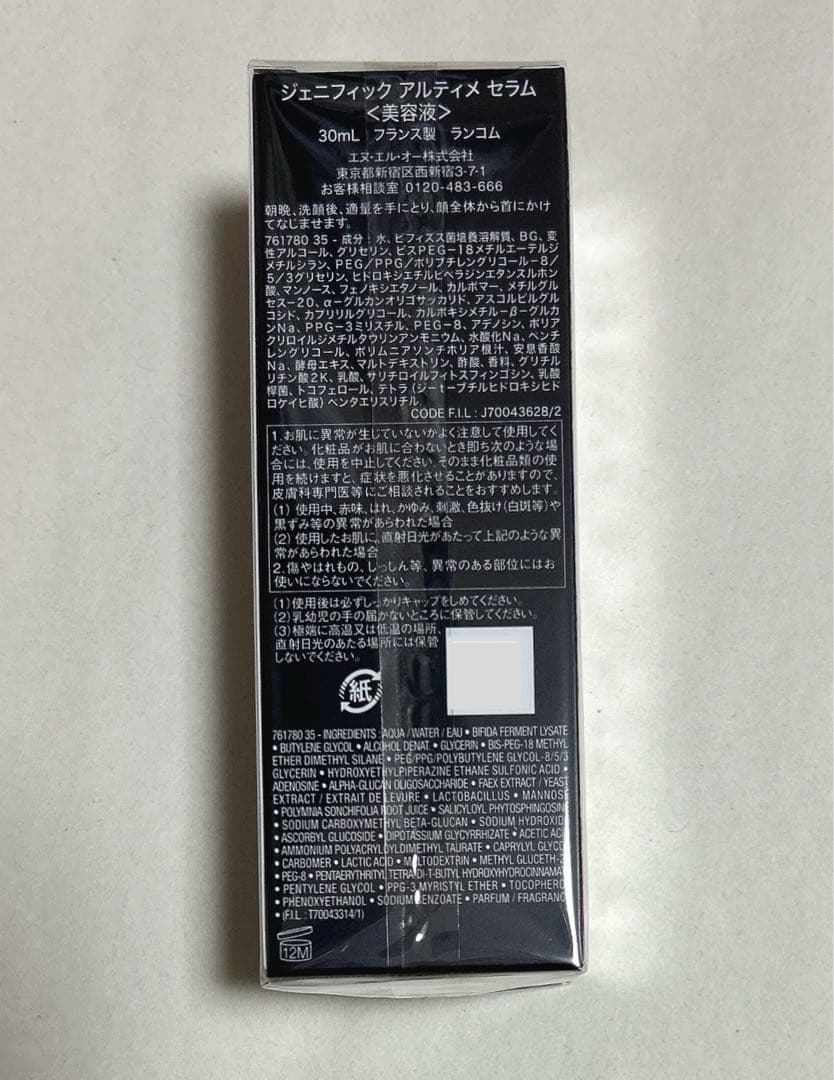 ジェニフィック アルティメ セラム
<美容液>
30mL フランス製 ランコム
エヌ・エル・オー株式会社
東京都新宿区西新宿3-7-1
お客様相談室 0120-483-666
朝晩、洗顔後、適量を手にとり、顔全体から首にかけ
てなじませます。
761780 35 - 成分 : 水、ビフィズス菌培養溶解質、BG、変
性アルコール、グリセリン、ビスPEG-18メチルエーテルジ
メチルシラン、PEG/PPG/ポリブチレングリコール-8/
5/3グリセリン、ヒドロキシエチルピペラジンエタンスルホン
酸、マンノース、フェノキシエタノール、カルボマー、メチルグル
セス-20、α-グルカンオリゴサッカリド、アスコルビルグル
コシド、カプリリルグリコール、カルボキシメチル-β-グルカ
ンNa、PPG-3ミリスチル、PEG-8、アデノシン、ポリア
クリロイルジメチルタウリンアンモニウム、水酸化Na、ペンチ
レングリコール、ポリムニアソンチホリア根汁、安息香酸
Na、酵母エキス、マルトデキストリン、酢酸、香料、グリチル
リチン酸2K、乳酸、サリチロイルフィトスフィンゴシン、乳酸
桿菌、トコフェロール、テトラ(ジ-t-ブチルヒドロキシヒド
ロケイヒ酸)ペンタエリスリチル
CODE F.I.L : J70043628/2
1.お肌に異常が生じていないかよく注意して使用してく
ださい。化粧品がお肌に合わないとき即ち次のような場
合には、使用を中止してください。そのまま化粧品類の使
用を続けますと、症状を悪化させることがありますので、
皮膚科専門医等にご相談されることをおすすめします。
(1) 使用中、赤味、はれ、かゆみ、刺激、色抜け(白斑等)や
黒ずみ等の異常があらわれた場合
(2) 使用したお肌に、直射日光があたって上記のような異
常があらわれた場合
2.傷やはれもの、しっしん等、異常のある部位にはお
使いにならないでください。
(1)使用後は必ずしっかりキャップをしめてください。
(2)乳幼児の手の届かないところに保管してください。
(3)極端に高温又は低温の場所、
直射日光のあたる場所には保管
しないでください。
紙
761780 35 - INGREDIENTS : AQUA / WATER / EAU • BIFIDA FERMENT LYSATE
• BUTYLENE GLYCOL • ALCOHOL DENAT. • GLYCERIN • BIS-PEG-18 METHYL
ETHER DIMETHYL SILANE • PEG/PPG/POLYBUTYLENE GLYCOL-8/5/3
GLYCERIN • HYDROXYETHYLPIPERAZINE ETHANE SULFONIC ACID •
ADENOSINE • ALPHA-GLUCAN OLIGOSACCHARIDE • FAEX EXTRACT / YEAST
EXTRACT / EXTRAIT DE LEVURE • LACTOBACILLUS • MANNOSE
• POLYMNIA SONCHIFOLIA ROOT JUICE • SALICYLOYL PHYTOSPHINGOSINE
• SODIUM CARBOXYMETHYL BETA-GLUCAN • SODIUM HYDROXID
• ASCORBYL GLUCOSIDE • DIPOTASSIUM GLYCYRRHIZATE • ACETIC ACI
• AMMONIUM POLYACRYLOYLDIMETHYL TAURATE • CAPRYLYL GLYCO
• CARBOMER • LACTIC ACID • MALTODEXTRIN • METHYL GLUCETH-2
• PEG-8 • PENTAERYTHRITYL TETRA-DI-T-BUTYL HYDROXYHYDROCINNAMAT
• PENTYLENE GLYCOL • PPG-3 MYRISTYL ETHER • TOCOPHERO
• PHENOXYETHANOL • SODIUM BENZOATE • PARFUM / FRAGRANC
• (F.I.L : T70043314/1)
12M